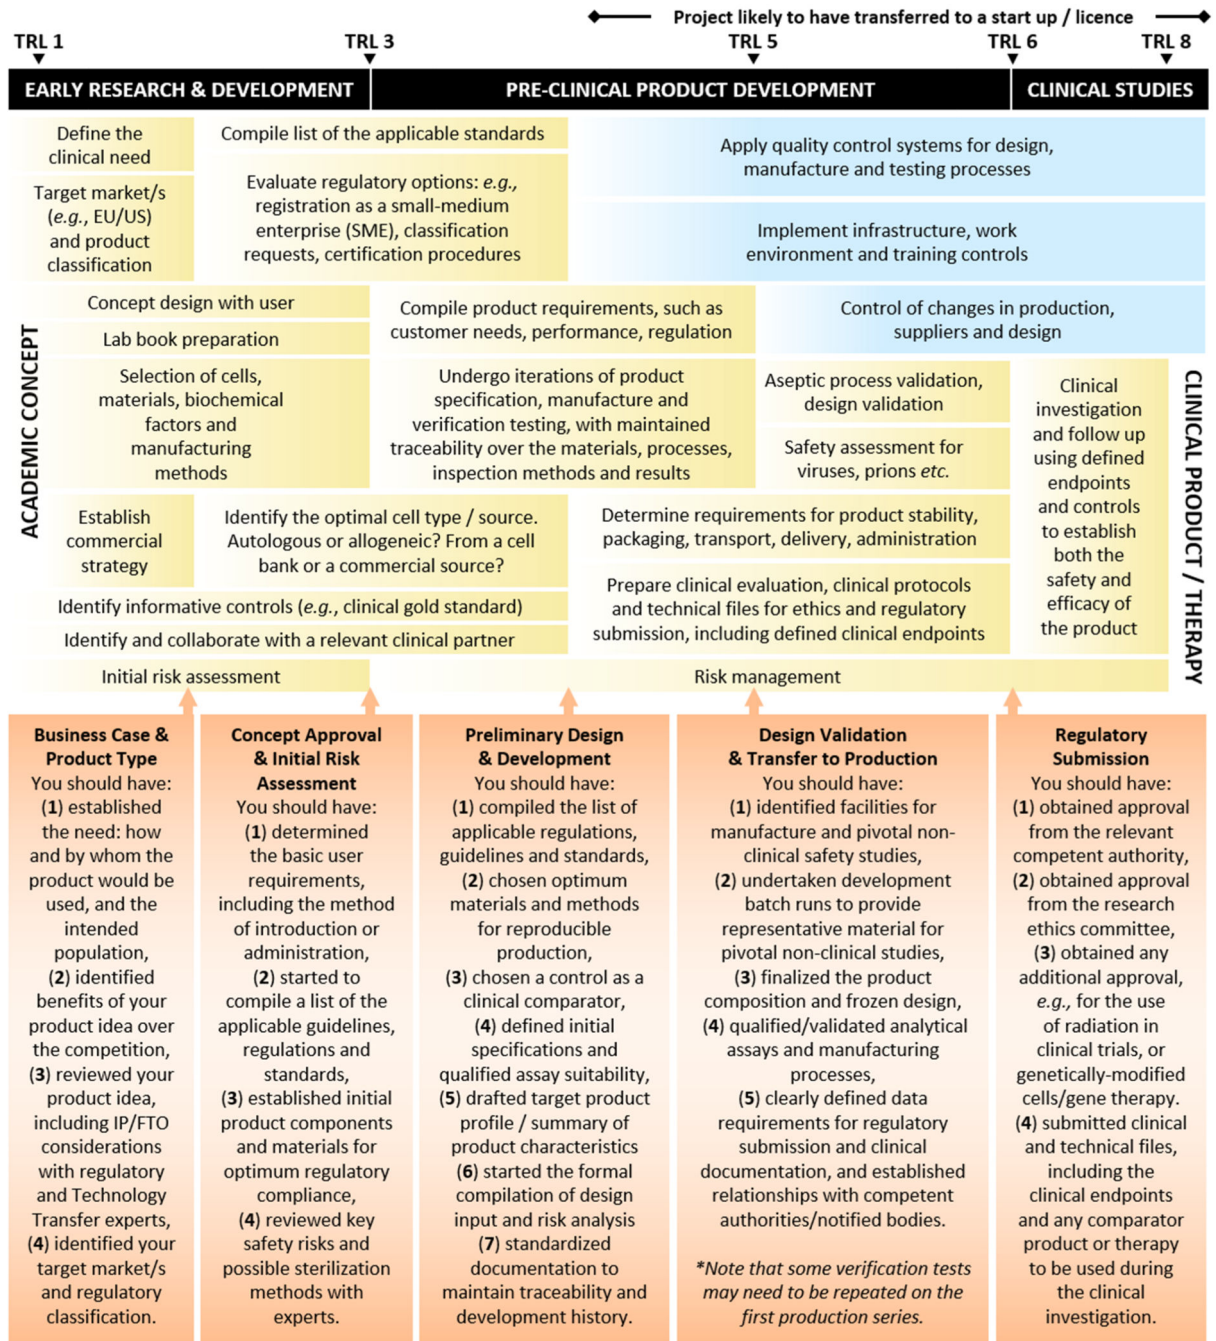 Project likely to have transferred to a start up / licence
TRL 1
TRL 3
TRL 5
TRL 6
TRL 8
EARLY RESEARCH & DEVELOPMENT
PRE-CLINICAL PRODUCT DEVELOPMENT
CLINICAL STUDIES
ACADEMIC CONCEPT
Define the
clinical need
Target market/s
(e.g., EU/US)
and product
classification
Compile list of the applicable standards
Evaluate regulatory options: e.g.,
registration as a small-medium
enterprise (SME), classification
requests, certification procedures
Apply quality control systems for design,
manufacture and testing processes
Implement infrastructure, work
environment and training controls
Concept design with user
Lab book preparation
Compile product requirements, such as
customer needs, performance, regulation
Control of changes in production,
suppliers and design
Selection of cells,
materials, biochemical
factors and
manufacturing
methods
Undergo iterations of product
specification, manufacture and
verification testing, with maintained
traceability over the materials, processes,
inspection methods and results
Aseptic process validation,
design validation
Safety assessment for
viruses, prions etc.
Clinical
investigation
and follow up
using defined
endpoints
and controls
to establish
both the
safety and
efficacy of
the product
CLINICAL PRODUCT / THERAPY
Establish
commercial
strategy
Identify the optimal cell type / source.
Autologous or allogeneic? From a cell
bank or a commercial source?
Determine requirements for product stability,
packaging, transport, delivery, administration
Identify informative controls (e.g., clinical gold standard)
Identify and collaborate with a relevant clinical partner
Prepare clinical evaluation, clinical protocols
and technical files for ethics and regulatory
submission, including defined clinical endpoints
Initial risk assessment
Risk management
Business Case &
Product Type
You should have:
(1) established
the need: how
and by whom the
product would be
used, and the
intended
population,
(2) identified
benefits of your
product idea over
the competition,
(3) reviewed your
product idea,
including IP/FTO
considerations
with regulatory
and Technology
Transfer experts,
(4) identified your
target market/s
and regulatory
classification.
Concept Approval
& Initial Risk
Assessment
You should have:
(1) determined
the basic user
requirements,
including the method
of introduction or
administration,
(2) started to
compile a list of the
applicable guidelines,
regulations and
standards,
(3) established initial
product components
and materials for
optimum regulatory
compliance,
(4) reviewed key
safety risks and
possible sterilization
methods with
experts.
Preliminary Design
& Development
You should have:
(1) compiled the list of
applicable regulations,
guidelines and standards,
(2) chosen optimum
materials and methods
for reproducible
production,
(3) chosen a control as a
clinical comparator,
(4) defined initial
specifications and
qualified assay suitability,
(5) drafted target product
profile / summary of
product characteristics
(6) started the formal
compilation of design
input and risk analysis
(7) standardized
documentation to
maintain traceability and
development history.
Design Validation
& Transfer to Production
You should have:
(1) identified facilities for
manufacture and pivotal non-
clinical safety studies,
(2) undertaken development
batch runs to provide
representative material for
pivotal non-clinical studies,
(3) finalized the product
composition and frozen design,
(4) qualified/validated analytical
assays and manufacturing
processes,
(5) clearly defined data
requirements for regulatory
submission and clinical
documentation, and established
relationships with competent
authorities/notified bodies.
*Note that some verification tests
may need to be repeated on the
first production series.
Regulatory
Submission
You should have:
(1) obtained approval
from the relevant
competent authority,
(2) obtained approval
from the research
ethics committee,
(3) obtained any
additional approval,
e.g., for the use
of radiation in
clinical trials, or
genetically-modified
cells/gene therapy.
(4) submitted clinical
and technical files,
including the
clinical endpoints
and any comparator
product or therapy
to be used during
the clinical
investigation.